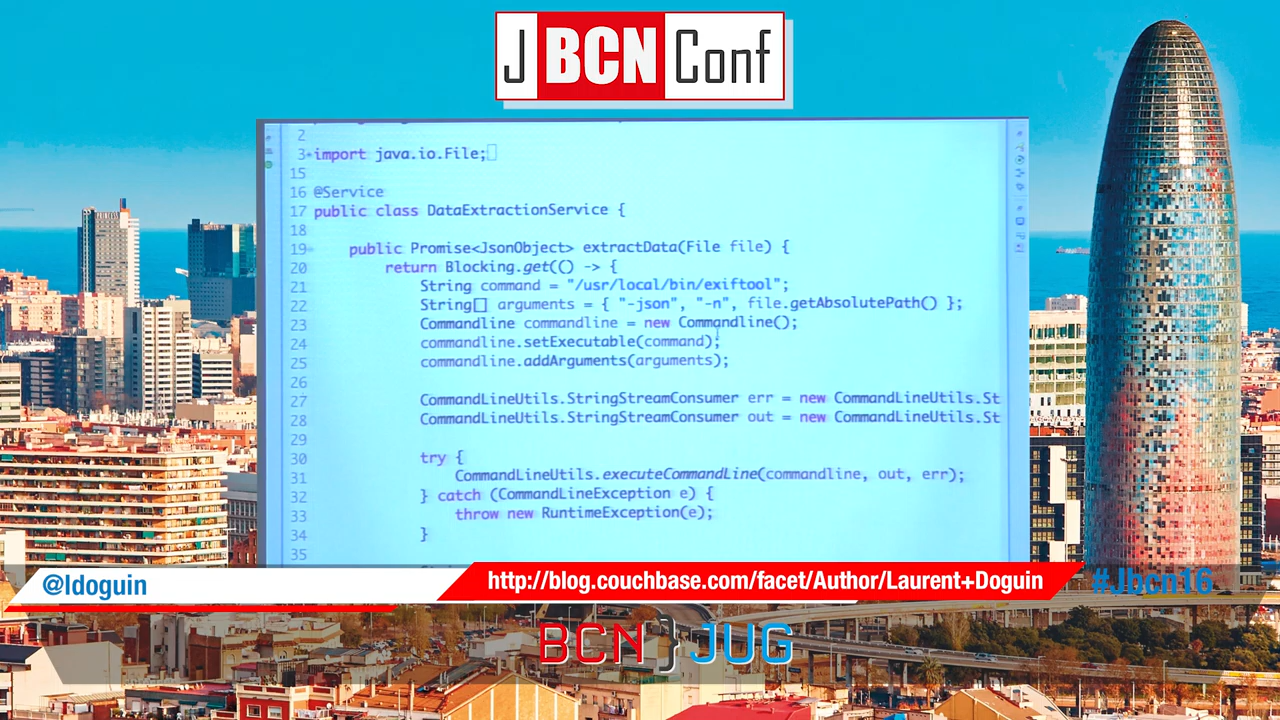 J BCN Conf
2
3 import java.io.File;
15
16 @Service
17 public class DataExtractionService {
18
19 public Promise<JsonObject> extractData(File file) {
20 return Blocking.get(() -> {
21 String command = "/usr/local/bin/exiftool";
22 String[] arguments = { "-json", "-n", file.getAbsolutePath() };
23 Commandline commandline = new Commandline();
24 commandline.setExecutable(command);
25 commandline.addArguments(arguments);
26
27 CommandLineUtils.StringStreamConsumer err = new CommandLineUtils.St
28 CommandLineUtils.StringStreamConsumer out = new CommandLineUtils.St
29
30 try {
31 CommandLineUtils.executeCommandLine(commandline, out, err);
32 } catch (CommandLineException e) {
33 throw new RuntimeException(e);
34 }
35
@ldoguin
http://blog.couchbase.com/facet/Author/Laurent+Doguin
#Jbcn16
BCN}JUG